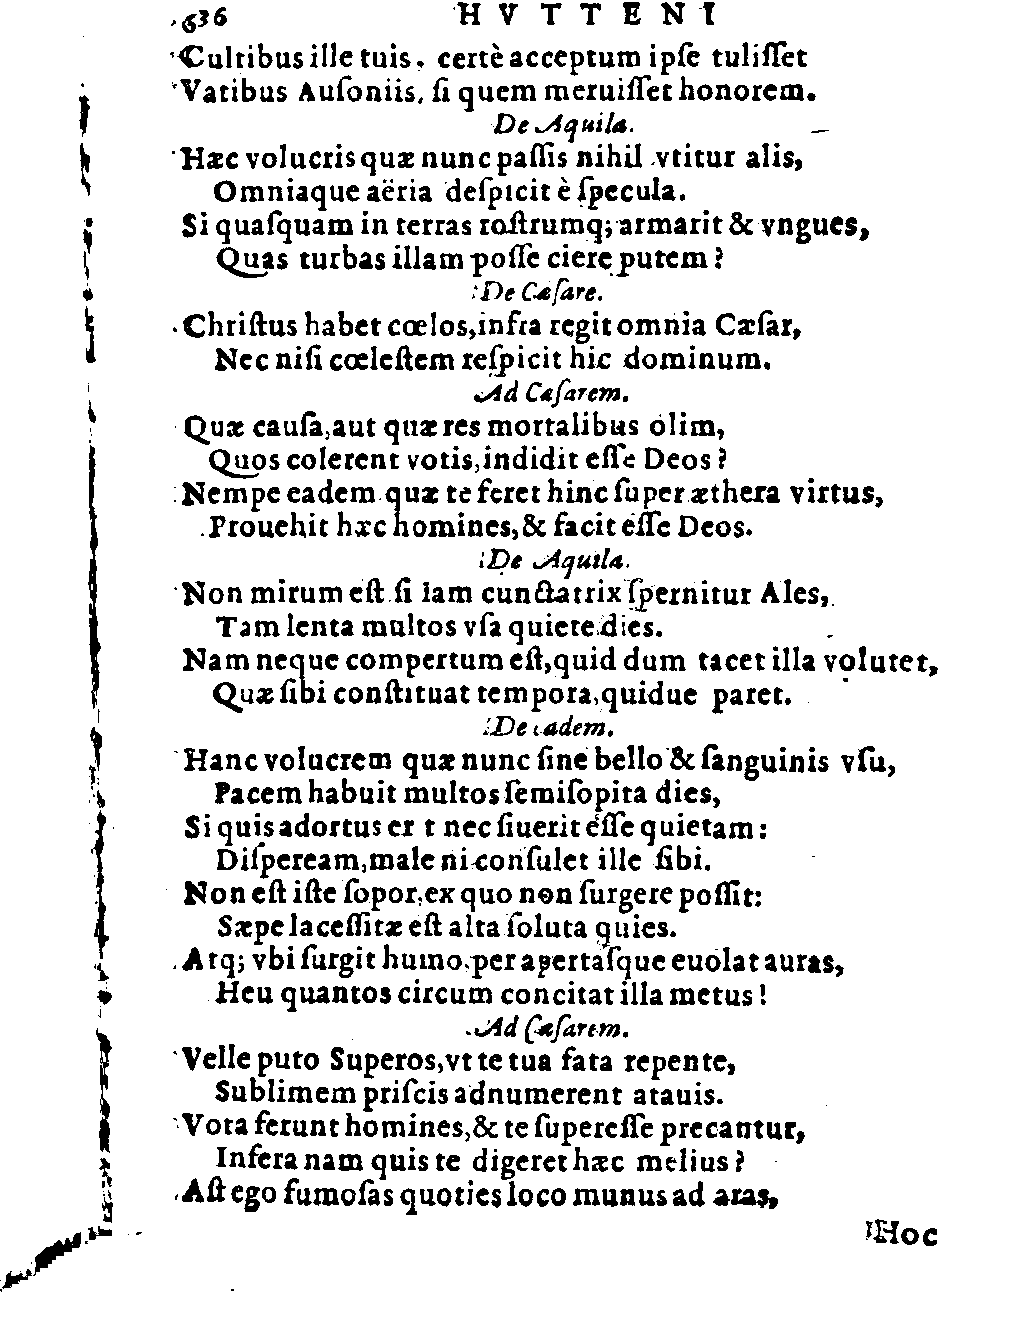 636 HVTTENI
Cultibus ille tuis, certè acceptum ipſe tuliſſet
Vatibus Auſoniis, ſi quem meruiſſet honorem.
De Aquila.
Hæc volucris quæ nunc paſſis nihil vtitur alis,
Omniaque aëria deſpicit è ſpecula.
Si quaſquam in terras roſtrumq; armarit & vngues,
Quas turbas illam poſſe ciere putem?
De Cæſare.
Chriſtus habet cœlos, infra regit omnia Cæſar,
Nec niſi cœleſtem reſpicit hic dominum.
Ad Cæſarem.
Quæ cauſa, aut quæ res mortalibus olim,
Quos colerent votis, indidit eſſe Deos?
Nempe eadem quæ te feret hinc ſuper æthera virtus,
Prouehit hæc homines, & facit eſſe Deos.
De Aquila.
Non mirum eſt ſi iam cunctatrix ſpernitur Ales,
Tam lenta multos vſa quiete dies.
Nam neque compertum eſt, quid dum tacet illa volutet,
Quæ ſibi conſtituat tempora, quidue paret.
De eadem.
Hanc volucrem quæ nunc ſine bello & ſanguinis vſu,
Pacem habuit multos ſemiſopita dies,
Si quis adortus er t nec ſiuerit eſſe quietam:
Diſpeream, male ni conſulet ille ſibi.
Non eſt iſte ſopor, ex quo non ſurgere poſſit:
Sæpe laceſſitæ eſt alta ſoluta quies.
Atq; vbi ſurgit humo, per apertaſque euolat auras,
Heu quantos circum concitat illa metus!
Ad Cæſarem.
Velle puto Superos, vt te tua fata repente,
Sublimem priſcis adnumerent atauis.
Vota ferunt homines, & te ſupereſſe precantur,
Infera nam quis te digeret hæc melius?
Aſt ego fumoſas quoties loco munus ad aras,
Hoc